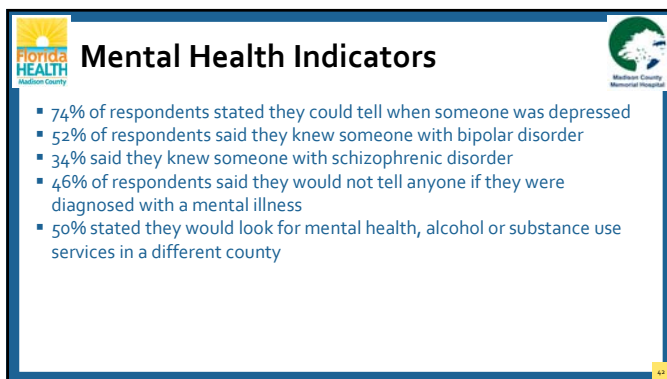 Florida
HEALTH
Madison County
Mental Health Indicators
Madison County
Memorial Hospital
▪ 74% of respondents stated they could tell when someone was depressed
▪ 52% of respondents said they knew someone with bipolar disorder
▪ 34% said they knew someone with schizophrenic disorder
▪ 46% of respondents said they would not tell anyone if they were
diagnosed with a mental illness
▪ 50% stated they would look for mental health, alcohol or substance use
services in a different county
42